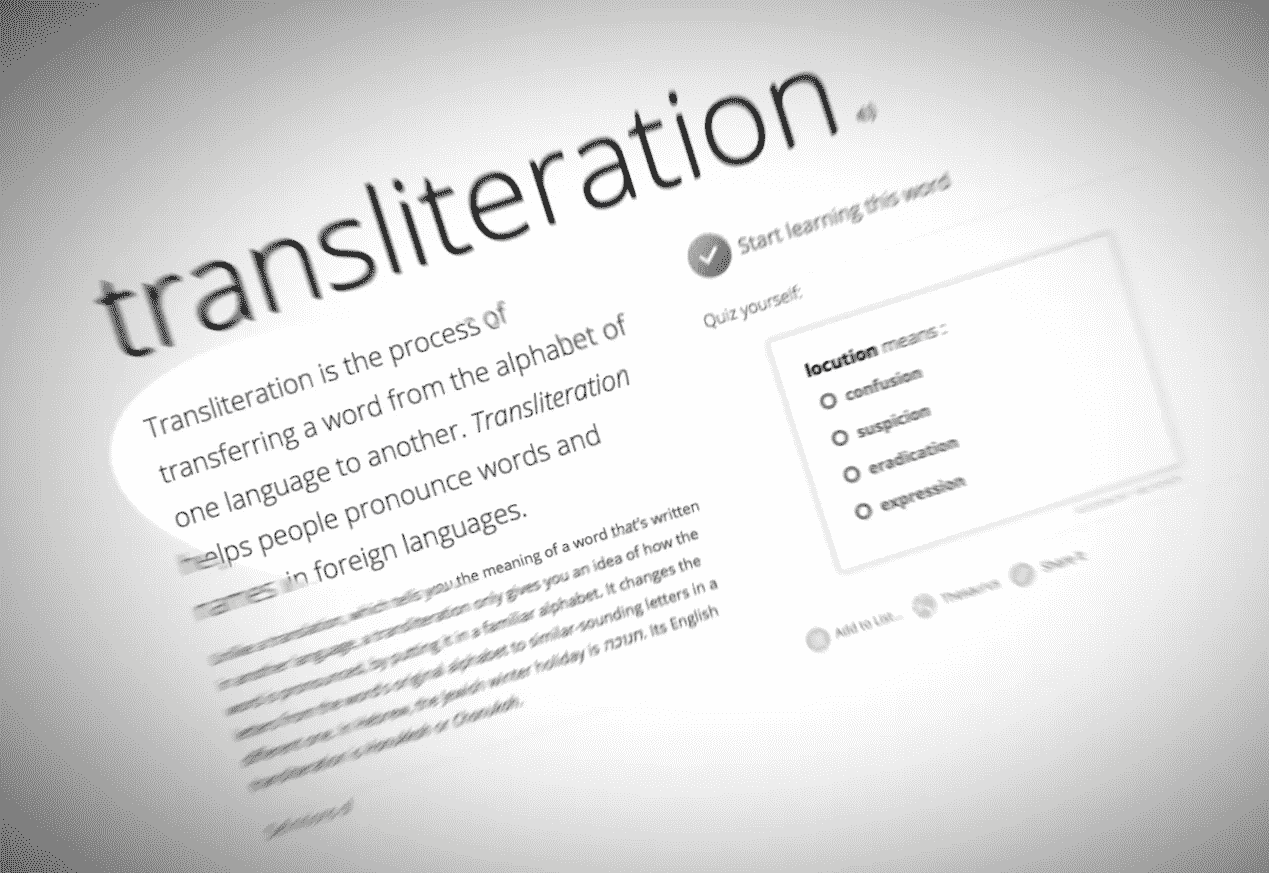 transliteration
Transliteration is the process of
transferring a word from the alphabet of
one language to another. Transliteration
helps people pronounce words and
names in foreign languages.
Unlike a translation, which tells you the meaning of a word that's written
in another language, a transliteration only gives you an idea of how the
word is pronounced, by putting it in a familiar alphabet. It changes the
letters from the word's original alphabet to similar-sounding letters in a
different one. In Hebrew, the Jewish winter holiday is חנוכה. Its English
transliteration is Hanukkah or Chanukah.
Start learning this word
Quiz yourself:
locution means :
confusion
suspicion
eradication
expression
Add to List...
Thesaurus
Share It